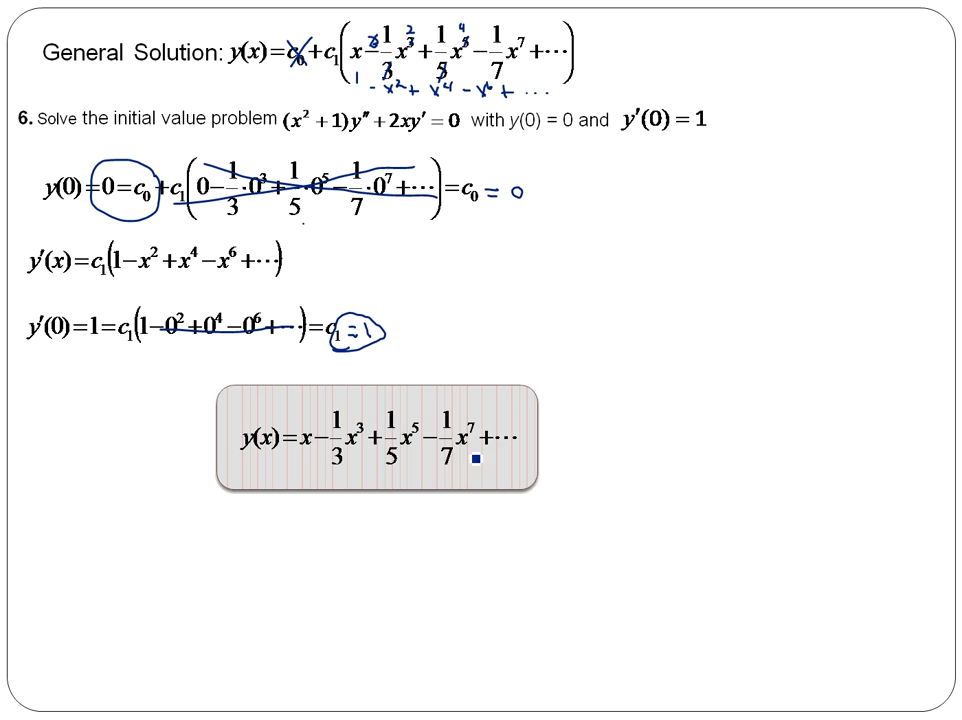 General Solution: y(x) = c₀ + c₁(x − 1/3 x³ + 1/5 x⁵ − 1/7 x⁷ + ⋯)
2 4
1 − x² + x⁴ − x⁶ + ⋯
6. Solve the initial value problem (x² + 1)y″ + 2xy′ = 0 with y(0) = 0 and y′(0) = 1
y(0) = 0 = c₀ + c₁(0 − 1/3 · 0³ + 1/5 · 0⁵ − 1/7 · 0⁷ + ⋯) = c₀ = 0
y′(x) = c₁(1 − x² + x⁴ − x⁶ + ⋯)
y′(0) = 1 = c₁(1 − 0² + 0⁴ − 0⁶ + ⋯) = c₁ = 1
y(x) = x − 1/3 x³ + 1/5 x⁵ − 1/7 x⁷ + ⋯